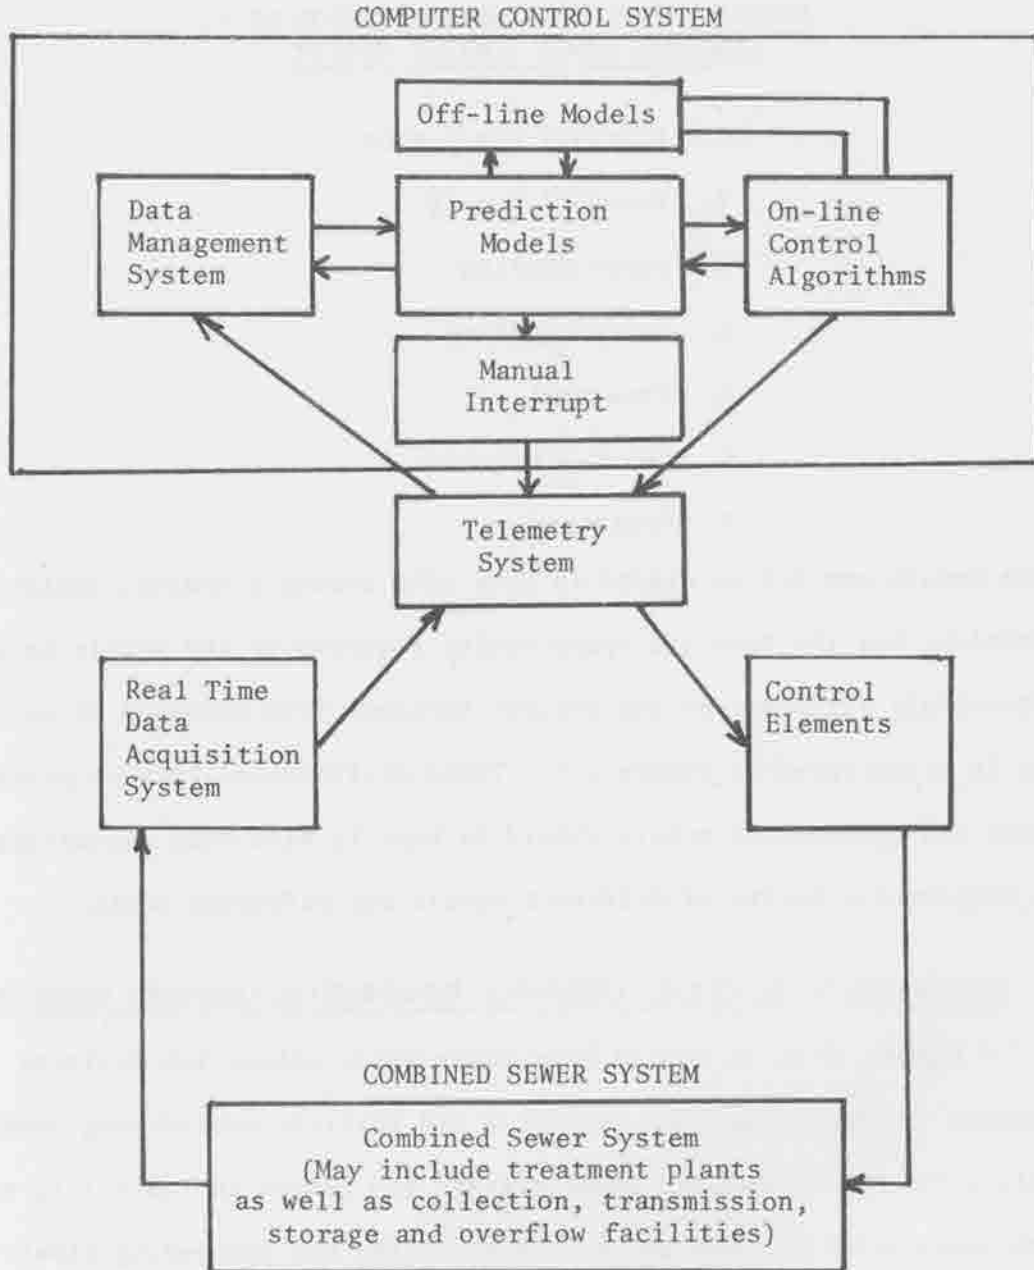 COMPUTER CONTROL SYSTEM
Off-line Models
Data
Management
System
Prediction
Models
On-line
Control
Algorithms
Manual
Interrupt
Telemetry
System
Real Time
Data
Acquisition
System
Control
Elements
COMBINED SEWER SYSTEM
Combined Sewer System
(May include treatment plants
as well as collection, transmission,
storage and overflow facilities)